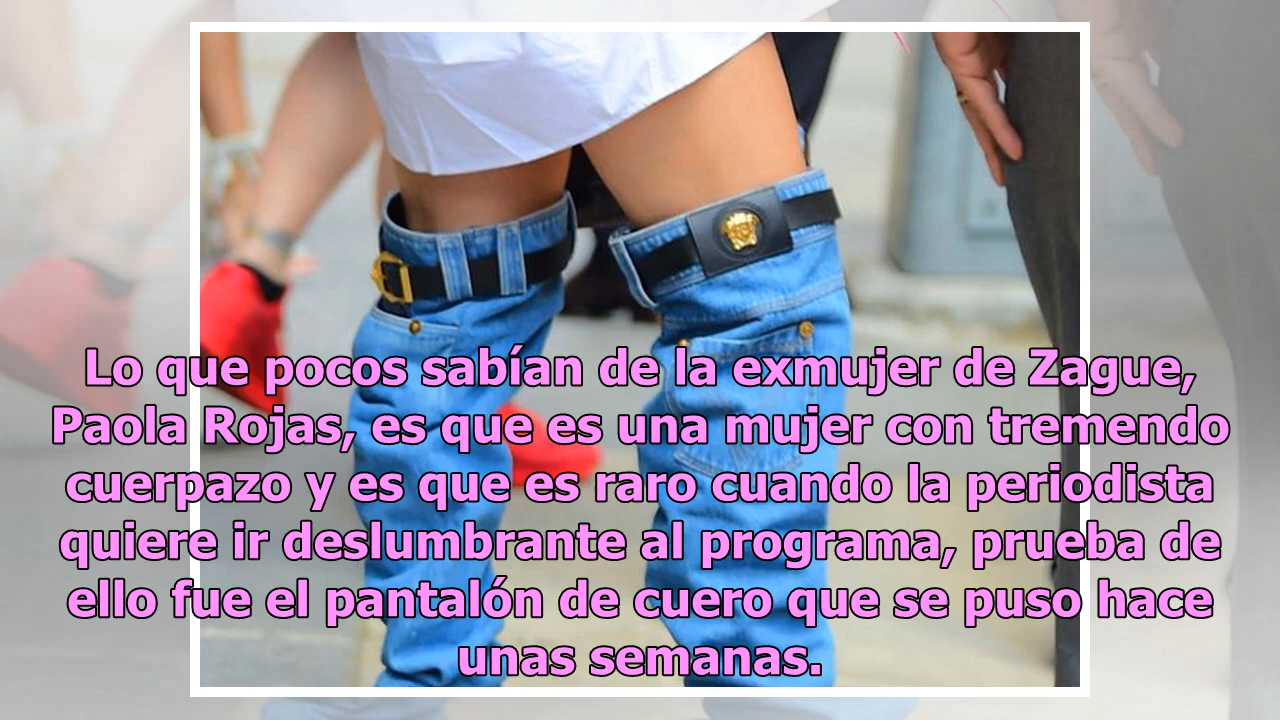 Lo que pocos sabían de la exmujer de Zague,
Paola Rojas, es que es una mujer con tremendo
cuerpazo y es que es raro cuando la periodista
quiere ir deslumbrante al programa, prueba de
ello fue el pantalón de cuero que se puso hace
unas semanas.